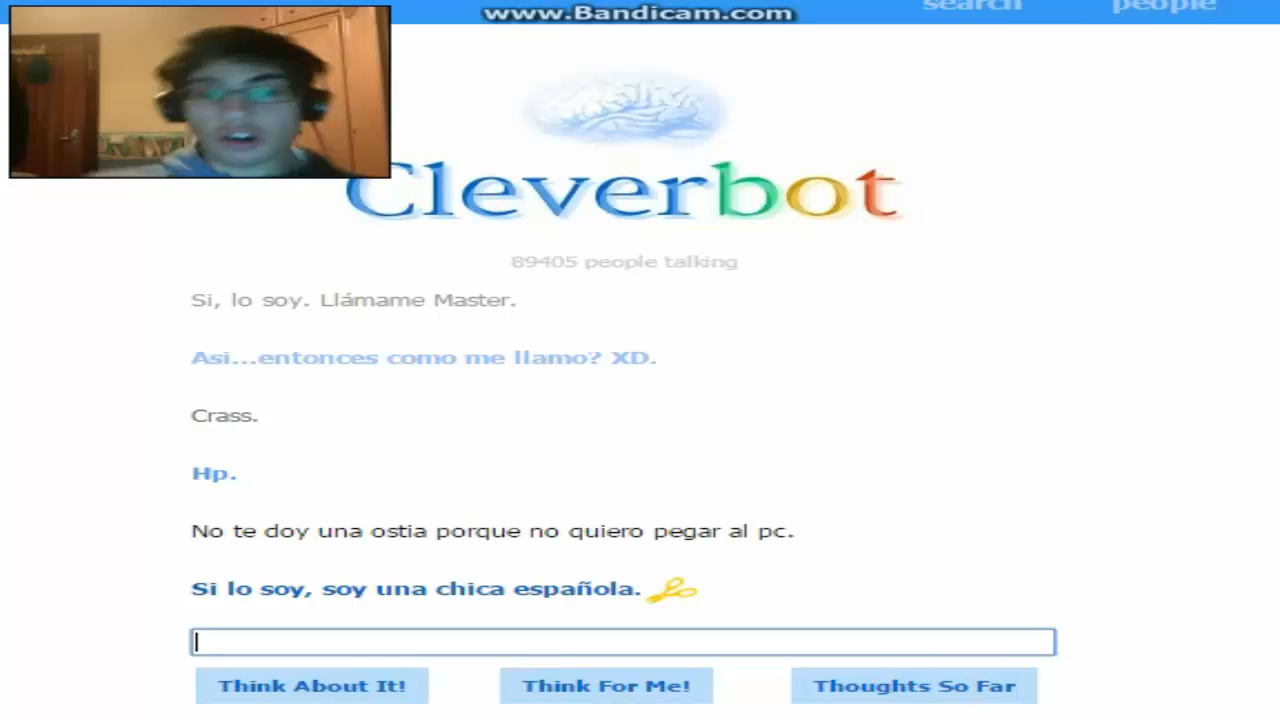 www.Bandicam.com
search people
Cleverbot
89405 people talking
Si, lo soy. Llámame Master.
Asi...entonces como me llamo? XD.
Crass.
Hp.
No te doy una ostia porque no quiero pegar al pc.
Si lo soy, soy una chica española.
Think About It! Think For Me! Thoughts So Far